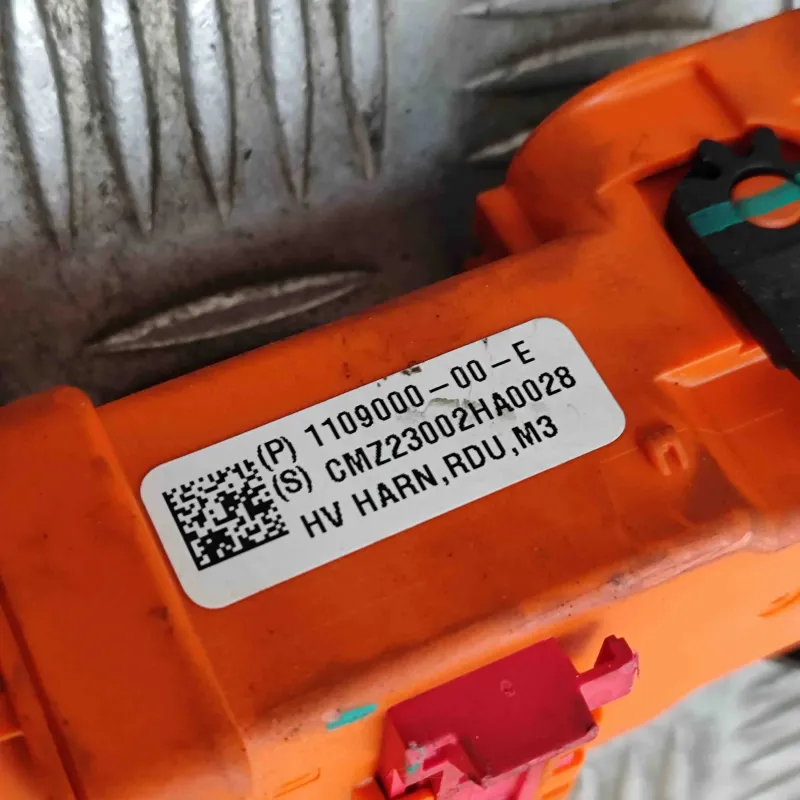 (P) 1109000-00-E
(S) CMZ23002HA0028
HV HARN,RDU,M3